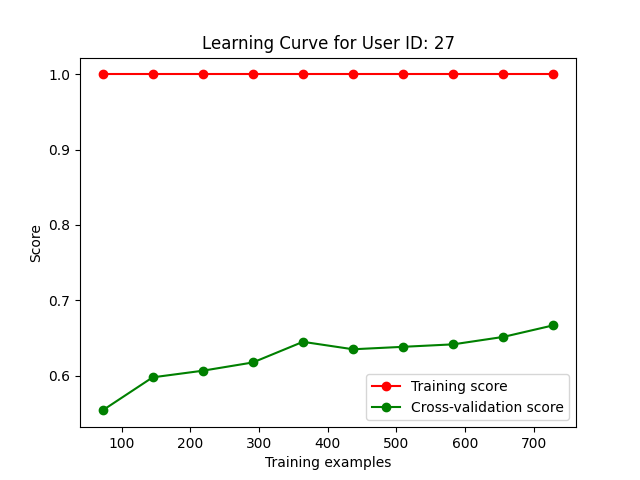 Learning Curve for User ID: 27
1.0
0.9
0.8
0.7
0.6
Score
100 200 300 400 500 600 700
Training examples
Training score
Cross-validation score